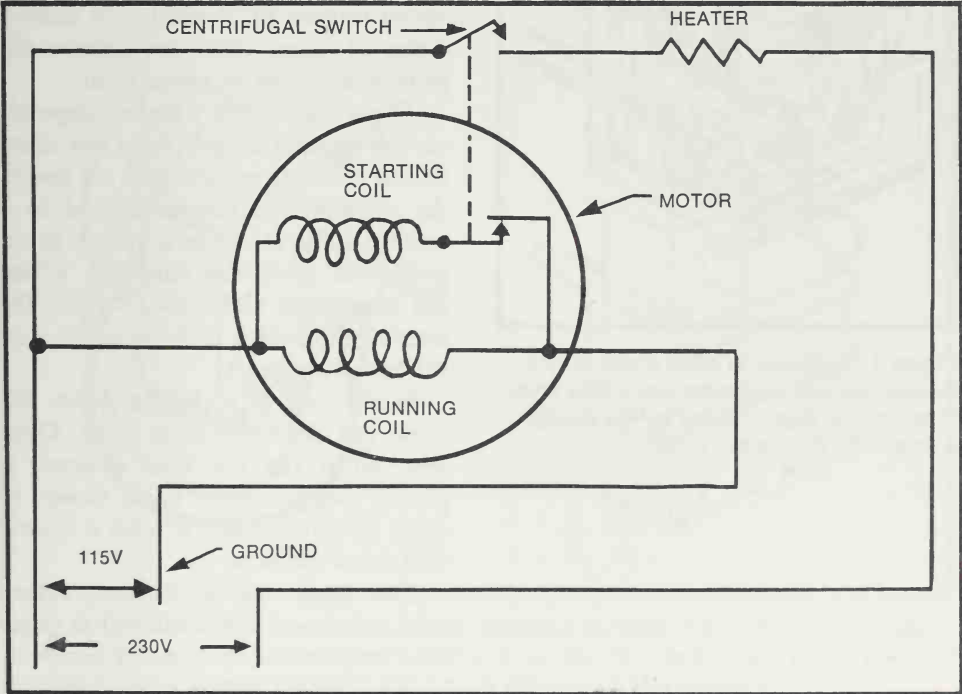 CENTRIFUGAL SWITCH
HEATER
STARTING
COIL
MOTOR
RUNNING
COIL
115V
GROUND
230V